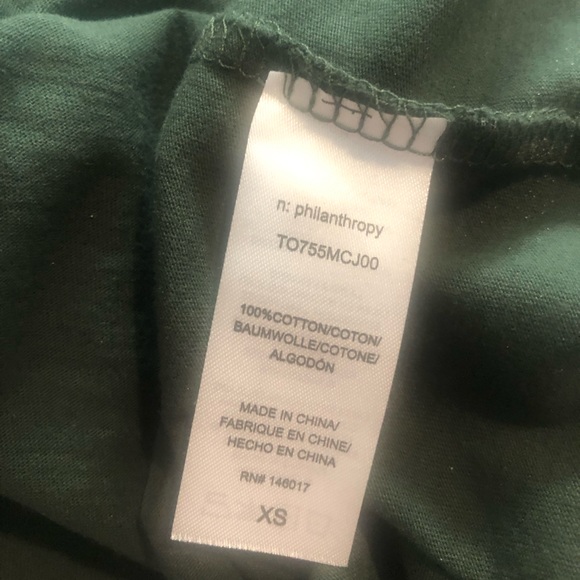 n: philanthropy
TO755MCJ00
100%COTTON/COTON/
BAUMWOLLE/COTONE/
ALGODÓN
MADE IN CHINA/
FABRIQUE EN CHINE/
HECHO EN CHINA
RN# 146017
XS